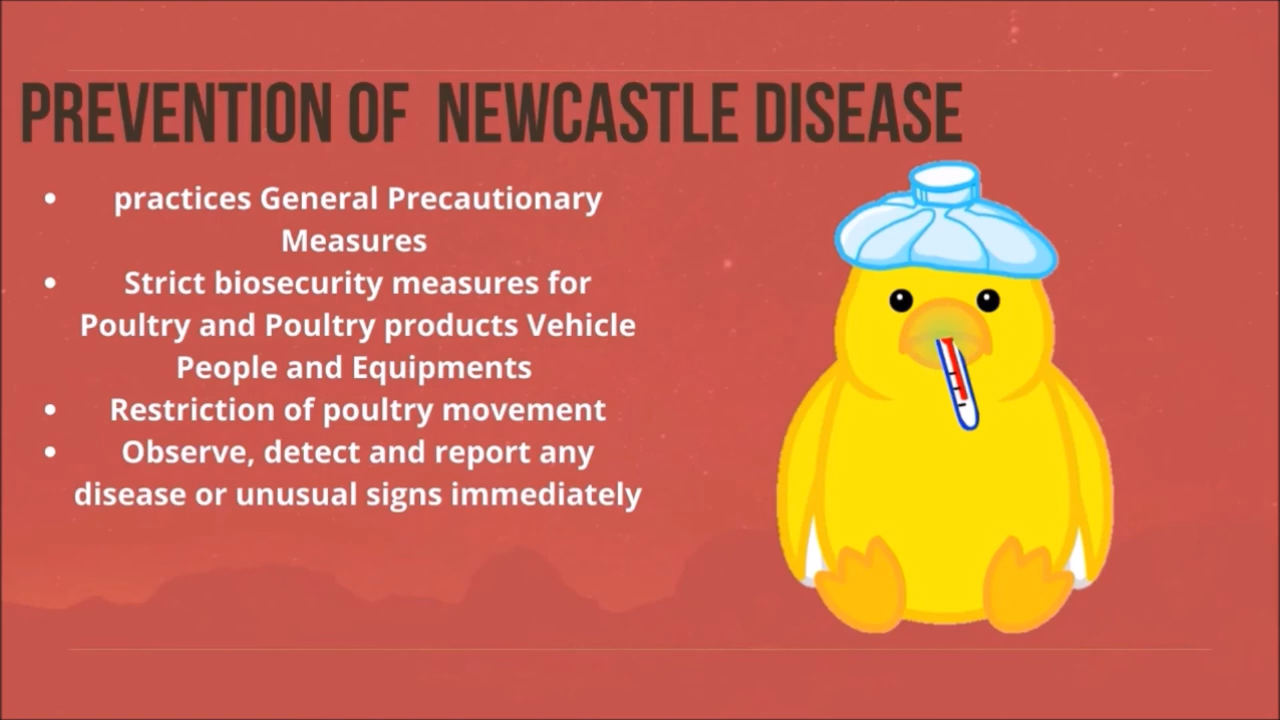 PREVENTION OF NEWCASTLE DISEASE
• practices General Precautionary
Measures
• Strict biosecurity measures for
Poultry and Poultry products Vehicle
People and Equipments
• Restriction of poultry movement
• Observe, detect and report any
disease or unusual signs immediately